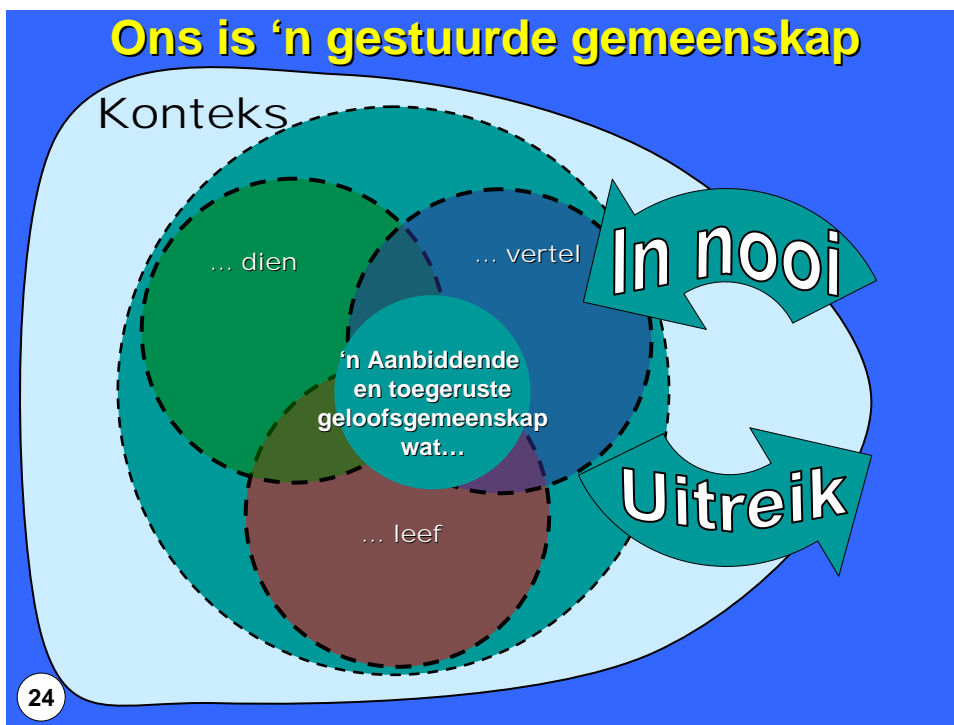 Ons is ‘n gestuurde gemeenskap
Konteks
… dien
… vertel
In nooi
‘n Aanbiddende
en toegeruste
geloofsgemeenskap
wat…
Uitreik
… leef
24